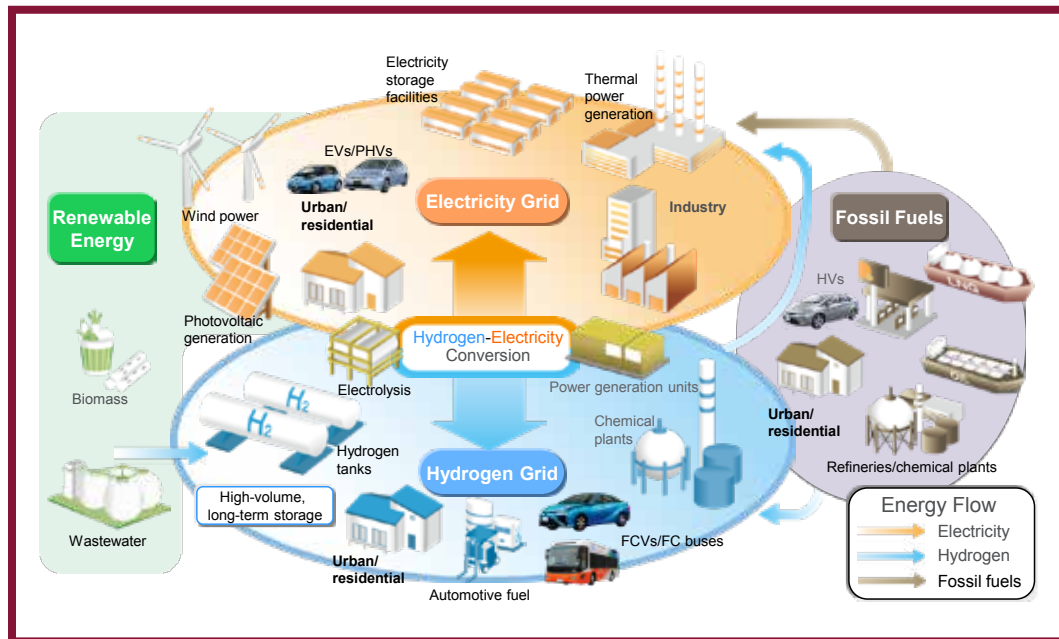 Electricity
storage
facilities
Thermal
power
generation
EVs/PHVs
Renewable
Energy
Wind power
Urban/
residential
Electricity Grid
Industry
Fossil Fuels
HVs
LNG
Photovoltaic
generation
Hydrogen-Electricity
Conversion
Electrolysis
Power generation units
Biomass
H2
H2
Hydrogen
tanks
Chemical
plants
Urban/
residential
Refineries/chemical plants
Hydrogen Grid
High-volume,
long-term storage
Wastewater
Urban/
residential
Automotive fuel
FCVs/FC buses
Energy Flow
Electricity
Hydrogen
Fossil fuels